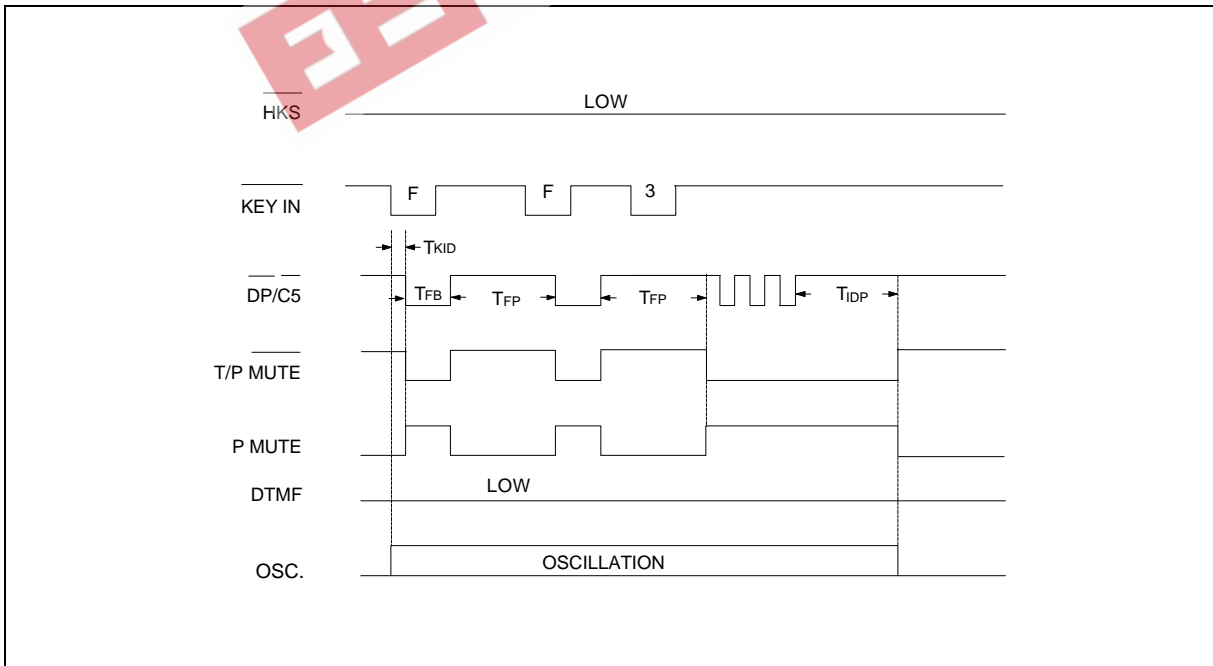 HKS LOW
KEY IN F F 3
TKID
DP/C5 TFB TFP TFP TIDP
T/P MUTE
P MUTE
DTMF LOW
OSC. OSCILLATION